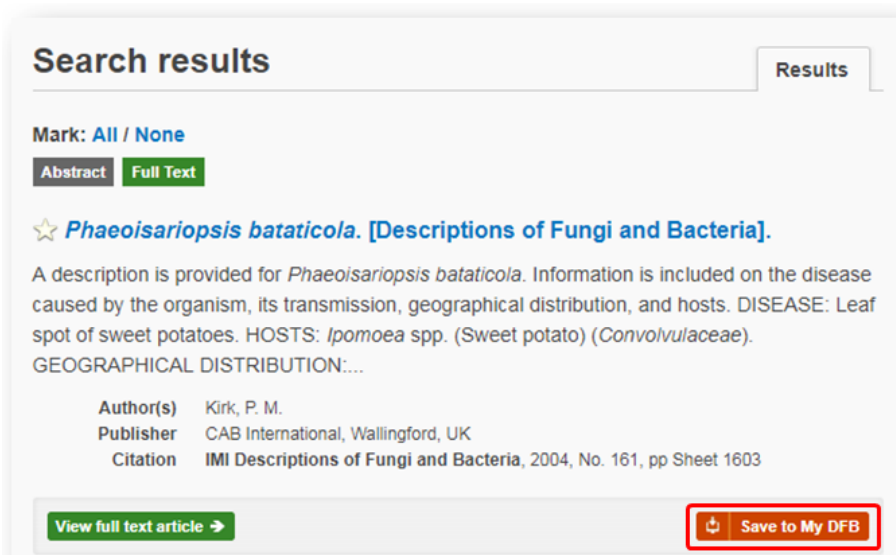 Search results
Results
Mark: All / None
Abstract Full Text
Phaeoisariopsis bataticola. [Descriptions of Fungi and Bacteria].
A description is provided for Phaeoisariopsis bataticola. Information is included on the disease
caused by the organism, its transmission, geographical distribution, and hosts. DISEASE: Leaf
spot of sweet potatoes. HOSTS: Ipomoea spp. (Sweet potato) (Convolvulaceae).
GEOGRAPHICAL DISTRIBUTION:...
Author(s) Kirk, P. M.
Publisher CAB International, Wallingford, UK
Citation IMI Descriptions of Fungi and Bacteria, 2004, No. 161, pp Sheet 1603
View full text article → Save to My DFB